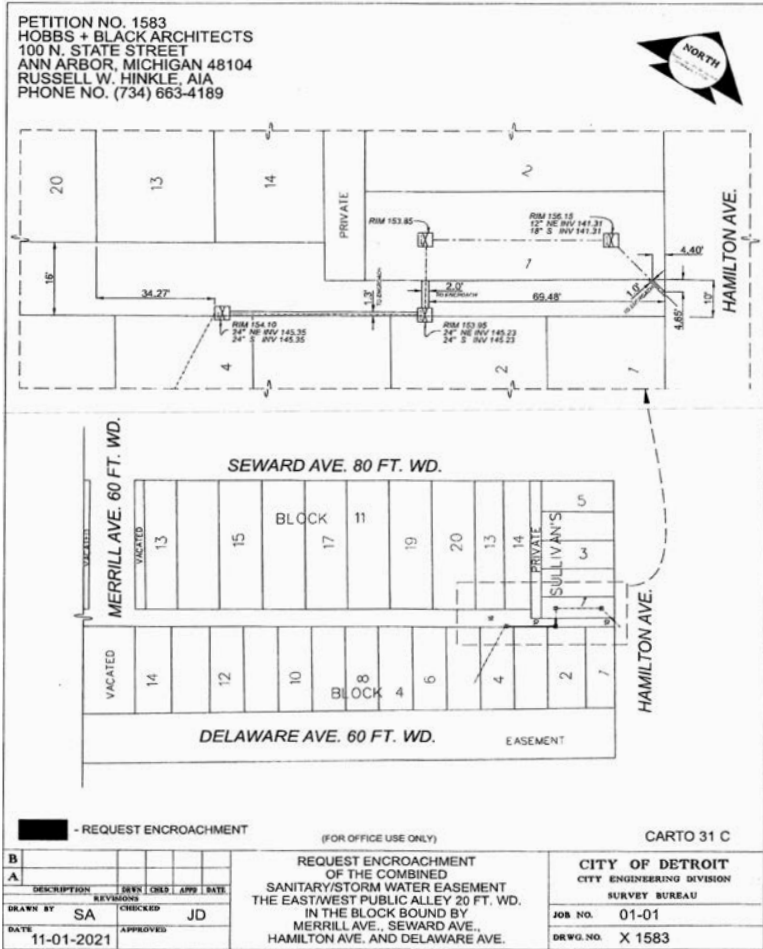 PETITION NO. 1583
HOBBS + BLACK ARCHITECTS
100 N. STATE STREET
ANN ARBOR, MICHIGAN 48104
RUSSELL W. HINKLE, AIA
PHONE NO. (734) 663-4189
NORTH
20
13
14
PRIVATE
2
RIM 153.85
RIM 156.15
12" NE INV 141.31
18" S INV 141.31
1
HAMILTON AVE.
4.40'
16'
34.27'
1.3'
TO ENCROACH
2.0'
TO ENCROACH
69.48'
1.0'
TO ENCROACH
10'
4.65'
RIM 154.10
24" NE INV 145.35
24" S INV 145.35
RIM 153.95
24" NE INV 145.23
24" S INV 145.23
4
2
1
MERRILL AVE. 60 FT. WD.
SEWARD AVE. 80 FT. WD.
VACATED
VACATED
13
15
BLOCK 11
17
19
20
13
14
PRIVATE
SULLIVAN'S
5
3
1
HAMILTON AVE.
VACATED
14
12
10
8
BLOCK 4
6
4
2
1
DELAWARE AVE. 60 FT. WD.
EASEMENT
- REQUEST ENCROACHMENT
(FOR OFFICE USE ONLY)
CARTO 31 C
B
A
DESCRIPTION DRWN CHKD APPD DATE
REVISIONS
DRAWN BY SA CHECKED JD
DATE 11-01-2021 APPROVED
REQUEST ENCROACHMENT
OF THE COMBINED
SANITARY/STORM WATER EASEMENT
THE EAST/WEST PUBLIC ALLEY 20 FT. WD.
IN THE BLOCK BOUND BY
MERRILL AVE., SEWARD AVE.,
HAMILTON AVE. AND DELAWARE AVE.
CITY OF DETROIT
CITY ENGINEERING DIVISION
SURVEY BUREAU
JOB NO. 01-01
DRWG. NO. X 1583